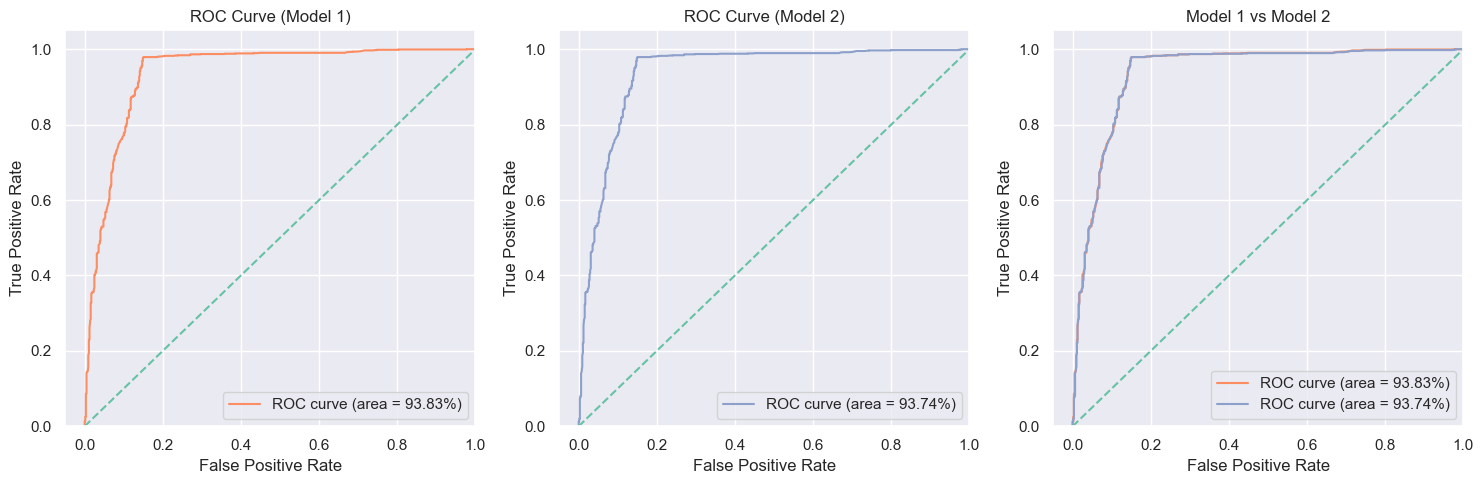 ROC Curve (Model 1)
True Positive Rate
1.0
0.8
0.6
0.4
0.2
0.0
ROC curve (area = 93.83%)
0.0 0.2 0.4 0.6 0.8 1.0
False Positive Rate
ROC Curve (Model 2)
True Positive Rate
1.0
0.8
0.6
0.4
0.2
0.0
ROC curve (area = 93.74%)
0.0 0.2 0.4 0.6 0.8 1.0
False Positive Rate
Model 1 vs Model 2
True Positive Rate
1.0
0.8
0.6
0.4
0.2
0.0
ROC curve (area = 93.83%)
ROC curve (area = 93.74%)
0.0 0.2 0.4 0.6 0.8 1.0
False Positive Rate